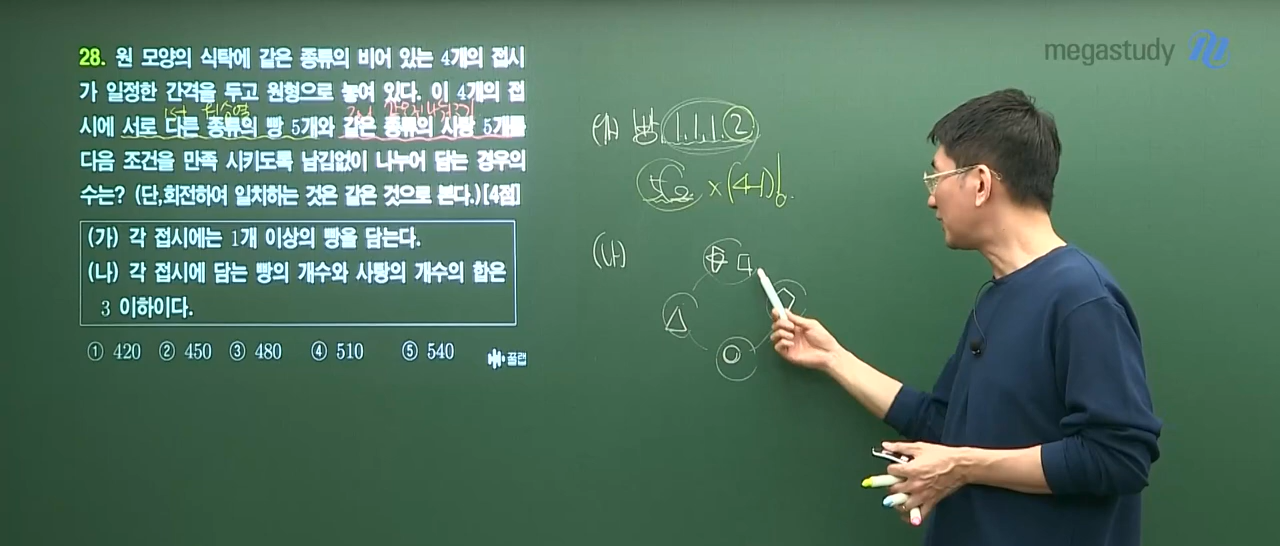 megastudy
28. 원 모양의 식탁에 같은 종류의 비어 있는 4개의 접시
가 일정한 간격을 두고 원형으로 놓여 있다. 이 4개의 접
시에 서로 다른 종류의 빵 5개와 같은 종류의 사탕 5개를
다음 조건을 만족 시키도록 남김없이 나누어 담는 경우의
수는? (단,회전하여 일치하는 것은 같은 것으로 본다.)[4점]
(가) 각 접시에는 1개 이상의 빵을 담는다.
(나) 각 접시에 담는 빵의 개수와 사탕의 개수의 합은
3 이하이다.
① 420 ② 450 ③ 480 ④ 510 ⑤ 540
꿀캡
(가) 빵 1, 1, 1, 2
5C2 × (4-1)!
(나)